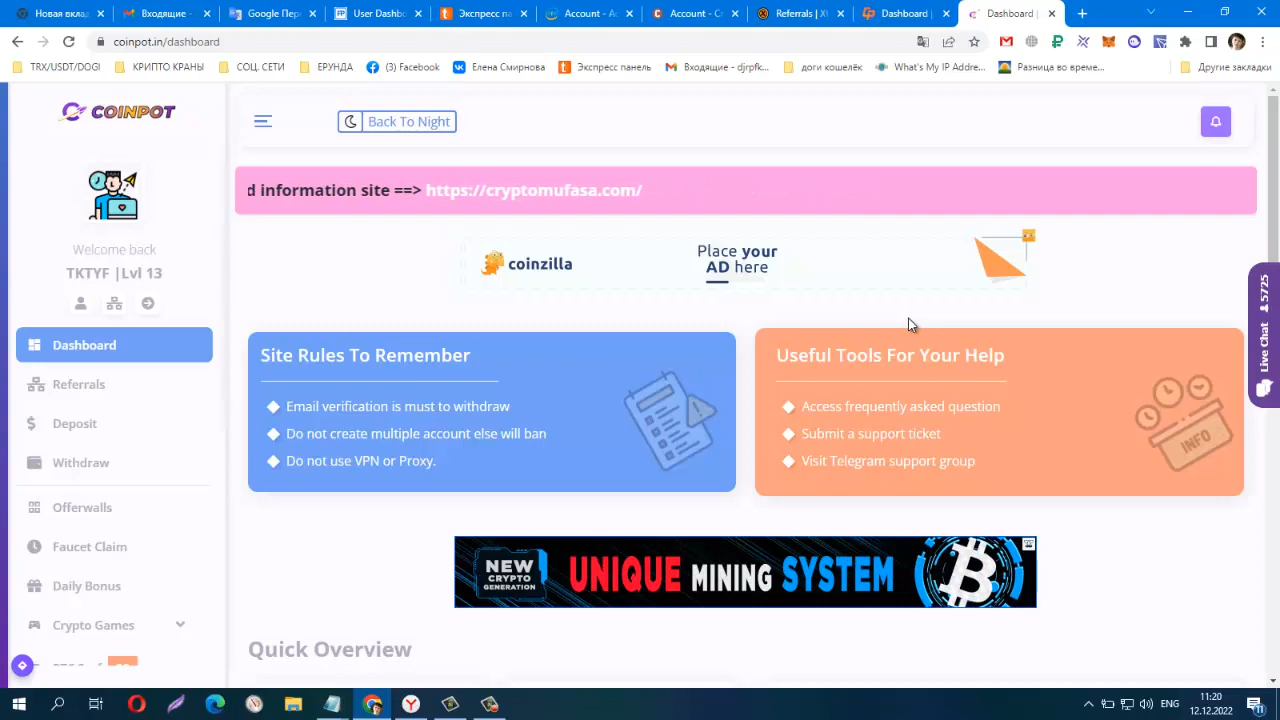 Новая вклад
Входящие -
Google Пер
User Dashbo
Экспресс па
Account - A
Account - C
Referrals | X
Dashboard |
Dashboard |
coinpot.in/dashboard
TRX/USDT/DOGI
КРИПТО КРАНЫ
СОЦ. СЕТИ
ЕРУНДА
(3) Facebook
Елена Смирнова
Экспресс панель
Входящие - djrpfk...
доги кошелёк
What's My IP Addre...
Разница во време...
Другие закладки
COINPOT
Back To Night
d information site ==> https://cryptomufasa.com/
coinzilla
Place your
AD here
Welcome back
TKTYF |Lvl 13
Live Chat
5725
Dashboard
Referrals
Deposit
Withdraw
Offerwalls
Faucet Claim
Daily Bonus
Crypto Games
Site Rules To Remember
Email verification is must to withdraw
Do not create multiple account else will ban
Do not use VPN or Proxy.
Useful Tools For Your Help
Access frequently asked question
Submit a support ticket
Visit Telegram support group
INFO
NEW
CRYPTO
GENERATION
UNIQUE MINING SYSTEM
Quick Overview
ENG
11:20
12.12.2022
11